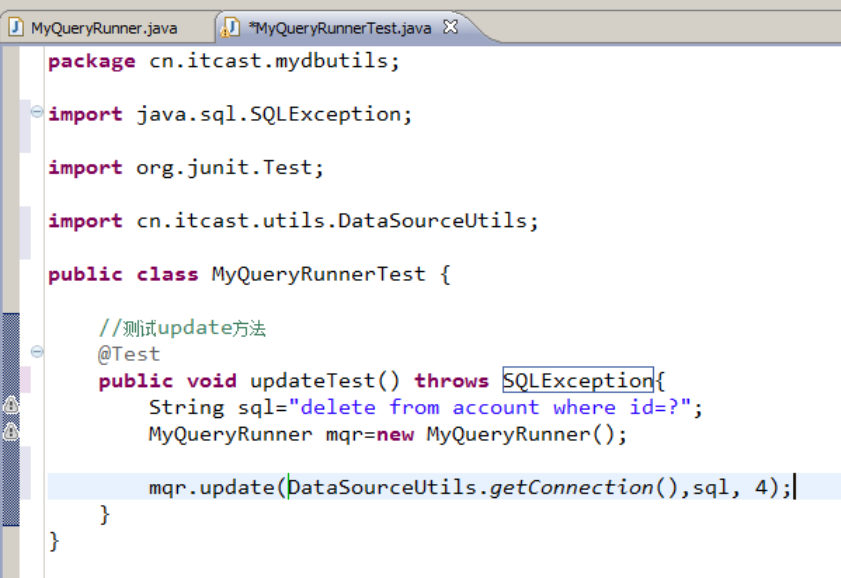 MyQueryRunner.java *MyQueryRunnerTest.java
package cn.itcast.mydbutils;
import java.sql.SQLException;
import org.junit.Test;
import cn.itcast.utils.DataSourceUtils;
public class MyQueryRunnerTest {
//测试update方法
@Test
public void updateTest() throws SQLException{
String sql="delete from account where id=?";
MyQueryRunner mqr=new MyQueryRunner();
mqr.update(DataSourceUtils.getConnection(),sql, 4);
}
}